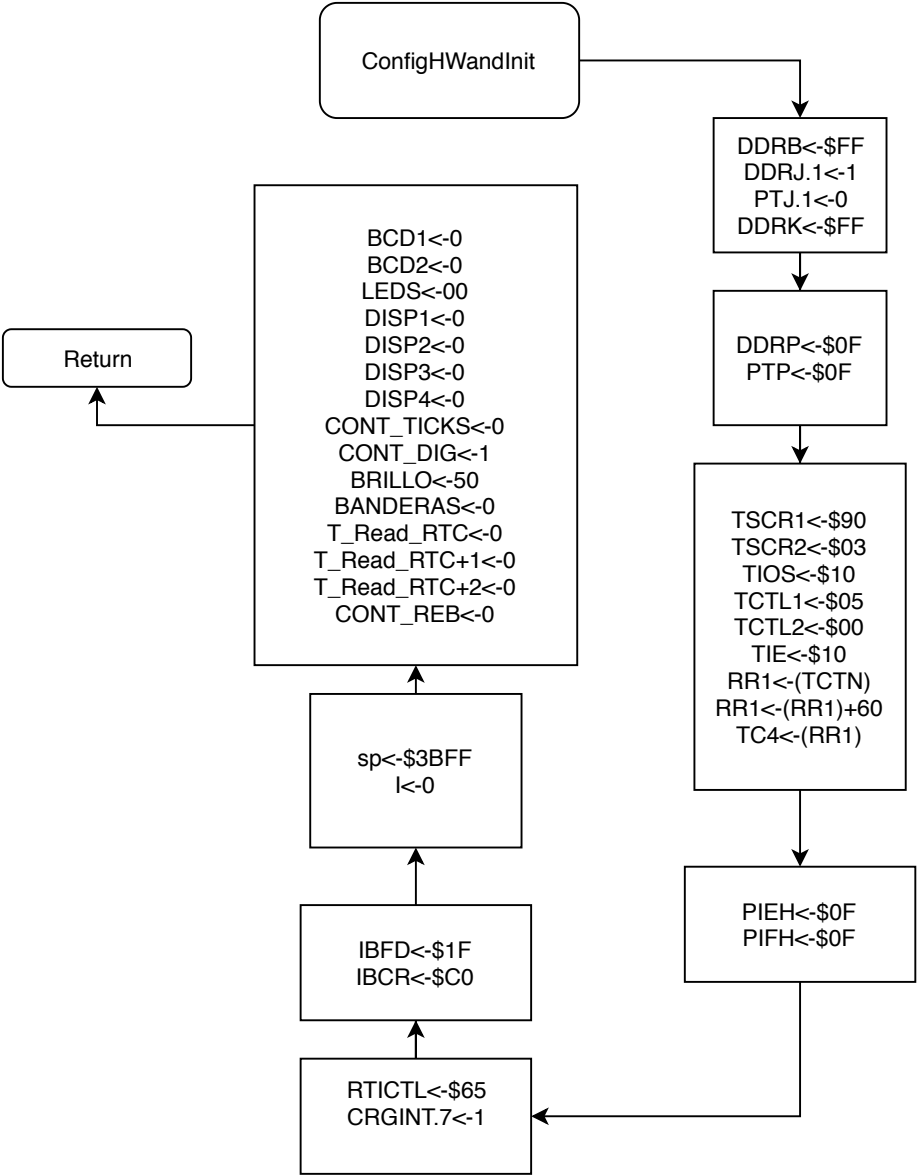 ConfigHWandInit
DDRB<-$FF
DDRJ.1<-1
PTJ.1<-0
DDRK<-$FF
DDRP<-$0F
PTP<-$0F
TSCR1<-$90
TSCR2<-$03
TIOS<-$10
TCTL1<-$05
TCTL2<-$00
TIE<-$10
RR1<-(TCTN)
RR1<-(RR1)+60
TC4<-(RR1)
PIEH<-$0F
PIFH<-$0F
RTICTL<-$65
CRGINT.7<-1
IBFD<-$1F
IBCR<-$C0
sp<-$3BFF
I<-0
BCD1<-0
BCD2<-0
LEDS<-00
DISP1<-0
DISP2<-0
DISP3<-0
DISP4<-0
CONT_TICKS<-0
CONT_DIG<-1
BRILLO<-50
BANDERAS<-0
T_Read_RTC<-0
T_Read_RTC+1<-0
T_Read_RTC+2<-0
CONT_REB<-0
Return